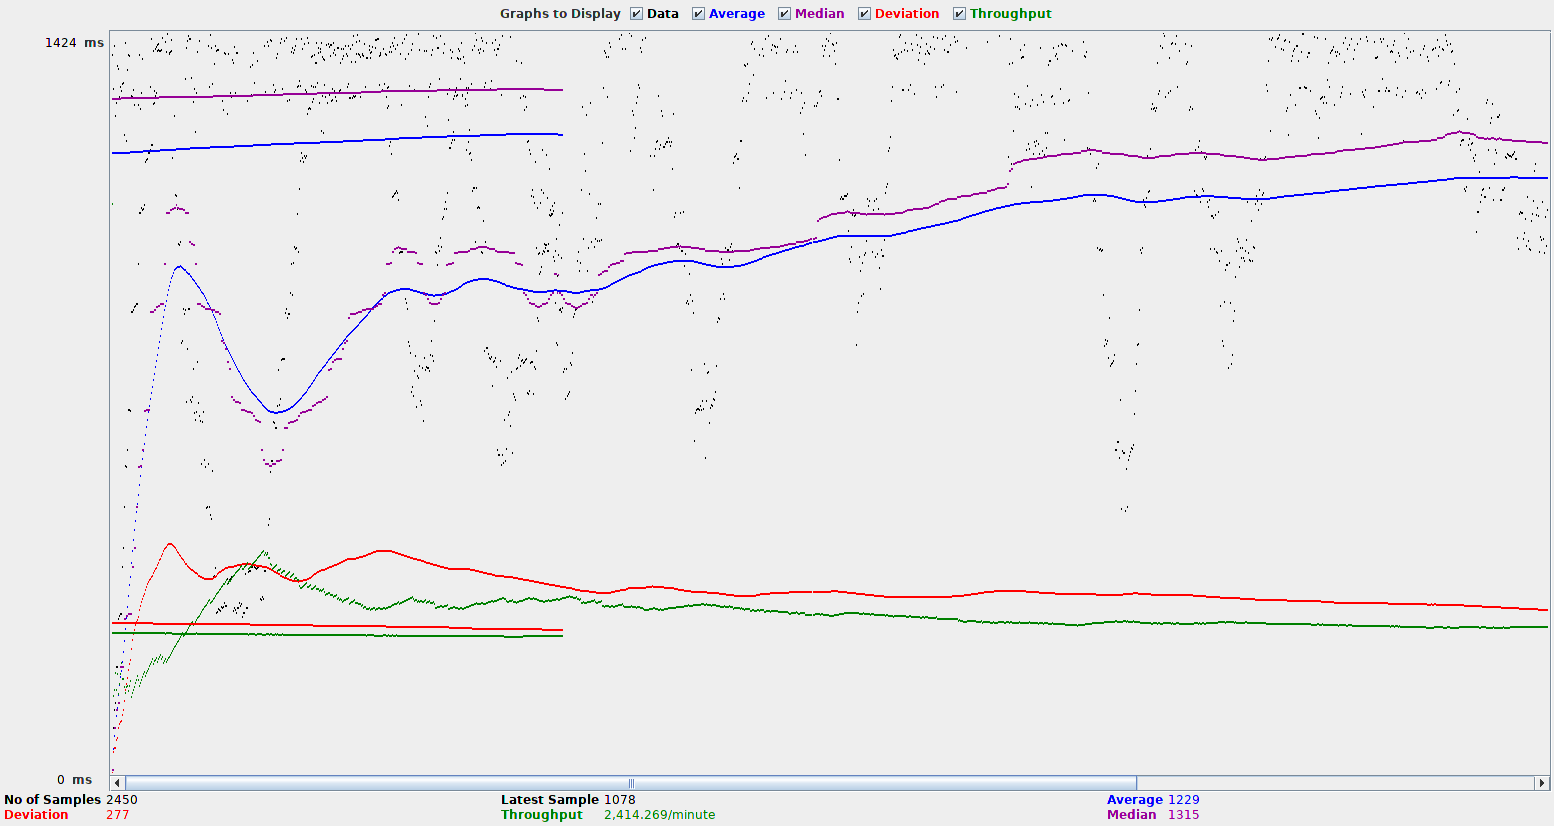 Graphs to Display Data Average Median Deviation Throughput
1424 ms
0 ms
No of Samples 2450 Latest Sample 1078 Average 1229
Deviation 277 Throughput 2,414.269/minute Median 1315